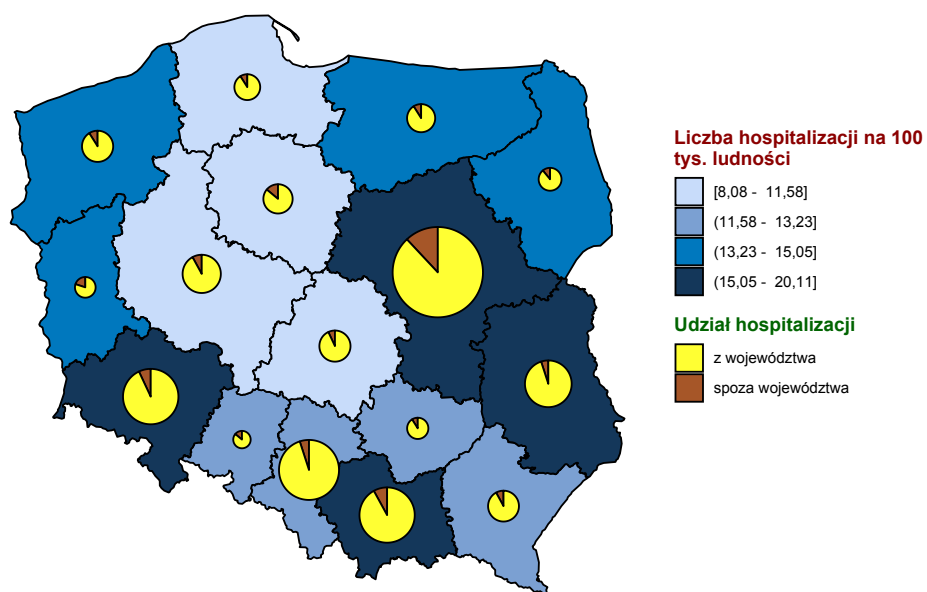 Liczba hospitalizacji na 100
tys. ludności
[8,08 - 11,58]
(11,58 - 13,23]
(13,23 - 15,05]
(15,05 - 20,11]
Udział hospitalizacji
z województwa
spoza województwa